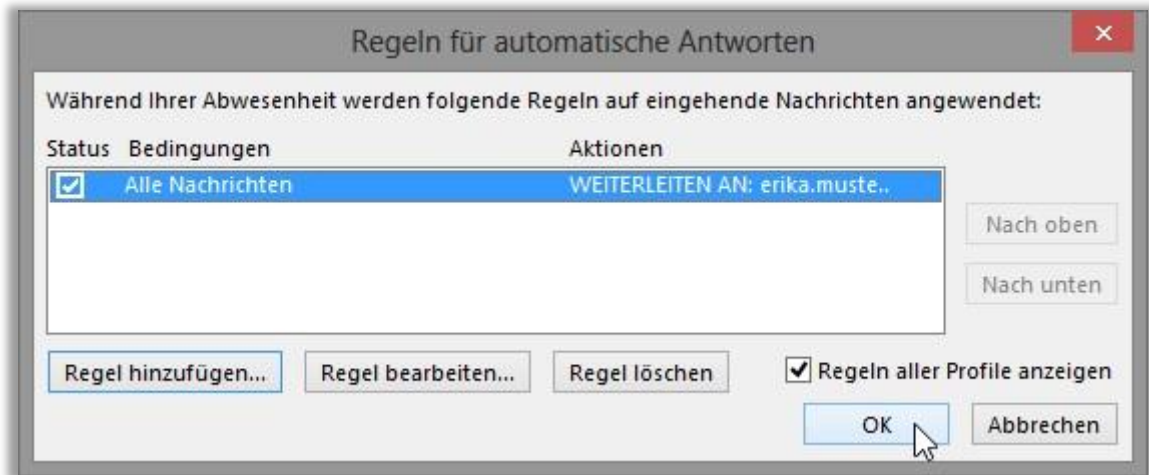 Regeln für automatische Antworten
Während Ihrer Abwesenheit werden folgende Regeln auf eingehende Nachrichten angewendet:
Status Bedingungen Aktionen
Alle Nachrichten WEITERLEITEN AN: erika.muste..
Nach oben
Nach unten
Regel hinzufügen... Regel bearbeiten... Regel löschen Regeln aller Profile anzeigen
OK Abbrechen